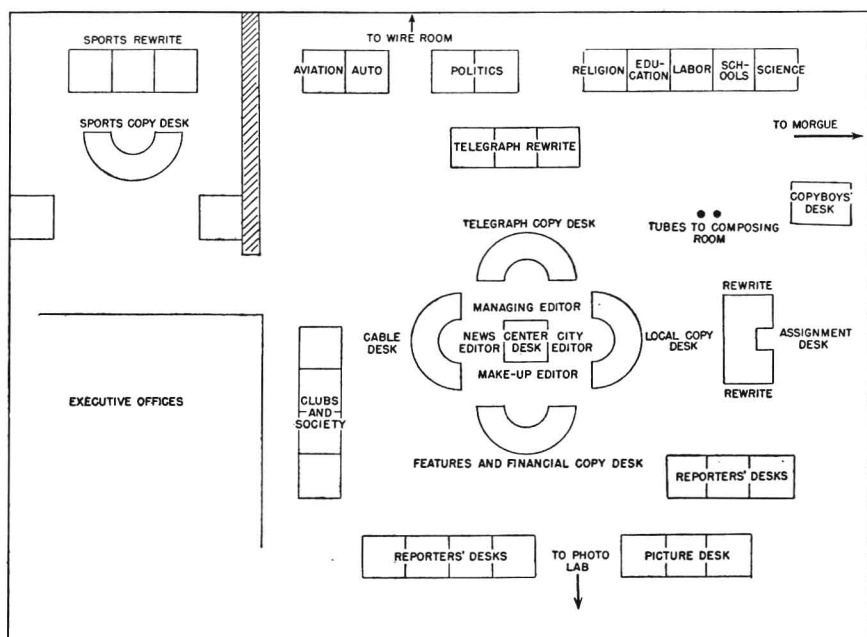 SPORTS REWRITE
TO WIRE ROOM
AVIATION AUTO
POLITICS
RELIGION
EDU-
CATION
LABOR
SCH-
OOLS
SCIENCE
SPORTS COPY DESK
TELEGRAPH REWRITE
TO MORGUE
COPYBOYS'
DESK
TUBES TO COMPOSING
ROOM
TELEGRAPH COPY DESK
REWRITE
MANAGING EDITOR
CABLE
DESK
NEWS
EDITOR
CENTER
DESK
CITY
EDITOR
LOCAL COPY
DESK
ASSIGNMENT
DESK
MAKE-UP EDITOR
REWRITE
EXECUTIVE OFFICES
CLUBS
AND
SOCIETY
FEATURES AND FINANCIAL COPY DESK
REPORTERS' DESKS
REPORTERS' DESKS
TO PHOTO
LAB
PICTURE DESK